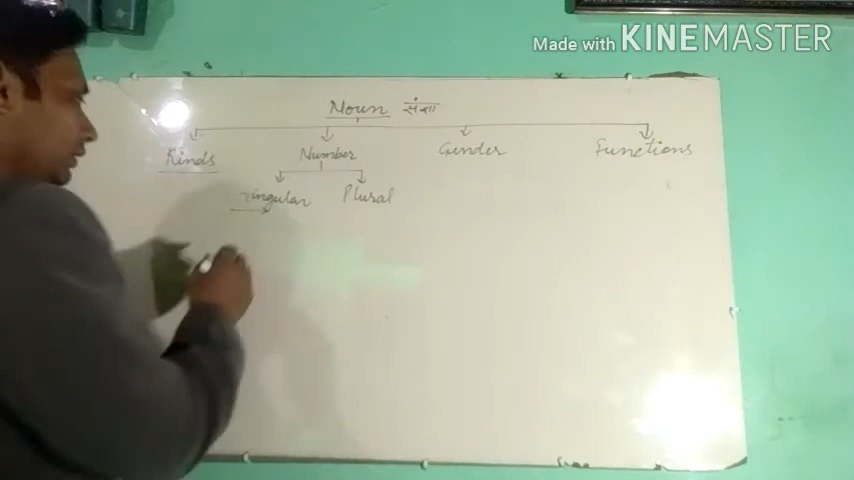 Made with KINEMASTER
Noun संज्ञा
Kinds Number Gender Functions
Singular Plural